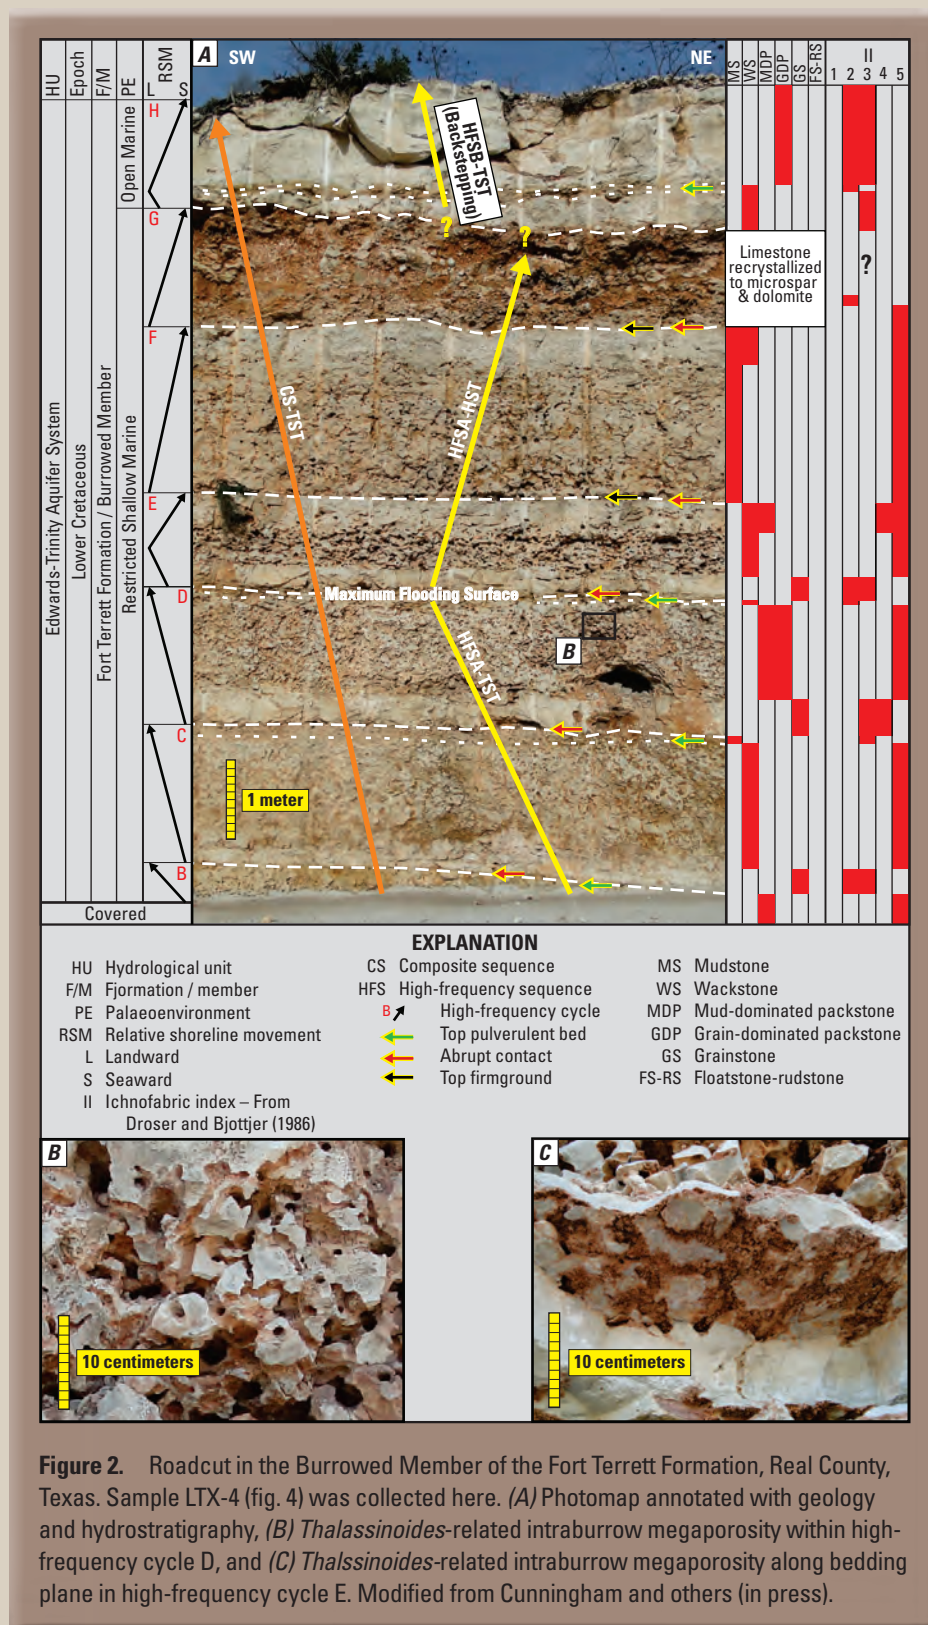 HU
Epoch
F/M
PE
RSM
L S
A SW NE
MS
WS
MDP
GDP
GS
FS-RS
II
1 2 3 4 5
Edwards-Trinity Aquifer System
Lower Cretaceous
Fort Terrett Formation / Burrowed Member
Open Marine
Restricted Shallow Marine
H
G
F
E
D
C
B
Covered
HFSB-TST
(Backstepping)
?
?
CS-TST
HFSA-HST
Maximum Flooding Surface
HFSA-TST
B
1 meter
Limestone
recrystallized
to microspar
& dolomite
?
EXPLANATION
HU Hydrological unit
F/M Fjormation / member
PE Palaeoenvironment
RSM Relative shoreline movement
L Landward
S Seaward
II Ichnofabric index – From
Droser and Bjottjer (1986)
CS Composite sequence
HFS High-frequency sequence
B High-frequency cycle
Top pulverulent bed
Abrupt contact
Top firmground
MS Mudstone
WS Wackstone
MDP Mud-dominated packstone
GDP Grain-dominated packstone
GS Grainstone
FS-RS Floatstone-rudstone
B
10 centimeters
C
10 centimeters
Figure 2. Roadcut in the Burrowed Member of the Fort Terrett Formation, Real County,
Texas. Sample LTX-4 (fig. 4) was collected here. (A) Photomap annotated with geology
and hydrostratigraphy, (B) Thalassinoides-related intraburrow megaporosity within high-
frequency cycle D, and (C) Thalssinoides-related intraburrow megaporosity along bedding
plane in high-frequency cycle E. Modified from Cunningham and others (in press).